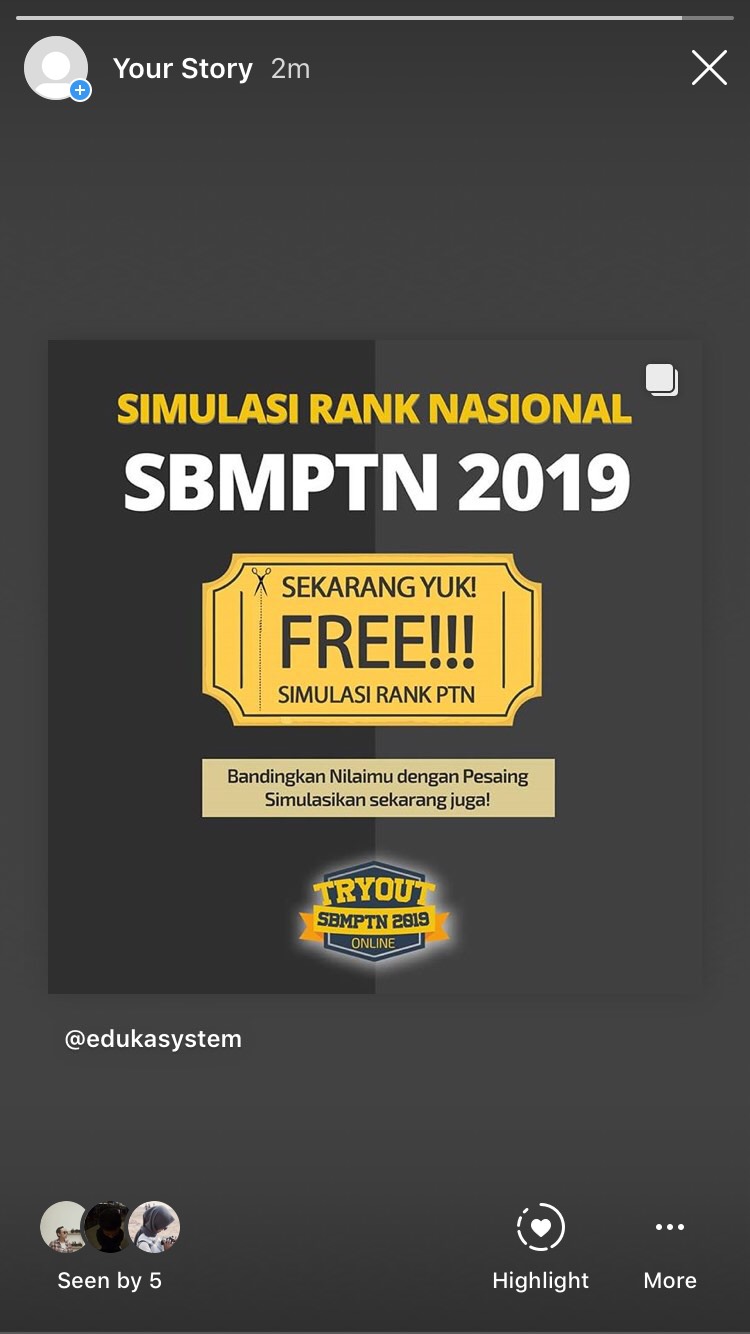 Your Story 2m
SIMULASI RANK NASIONAL
SBMPTN 2019
SEKARANG YUK!
FREE!!!
SIMULASI RANK PTN
Bandingkan Nilaimu dengan Pesaing
Simulasikan sekarang juga!
TRYOUT
SBMPTN 2019
ONLINE
@edukasystem
Seen by 5
Highlight
More